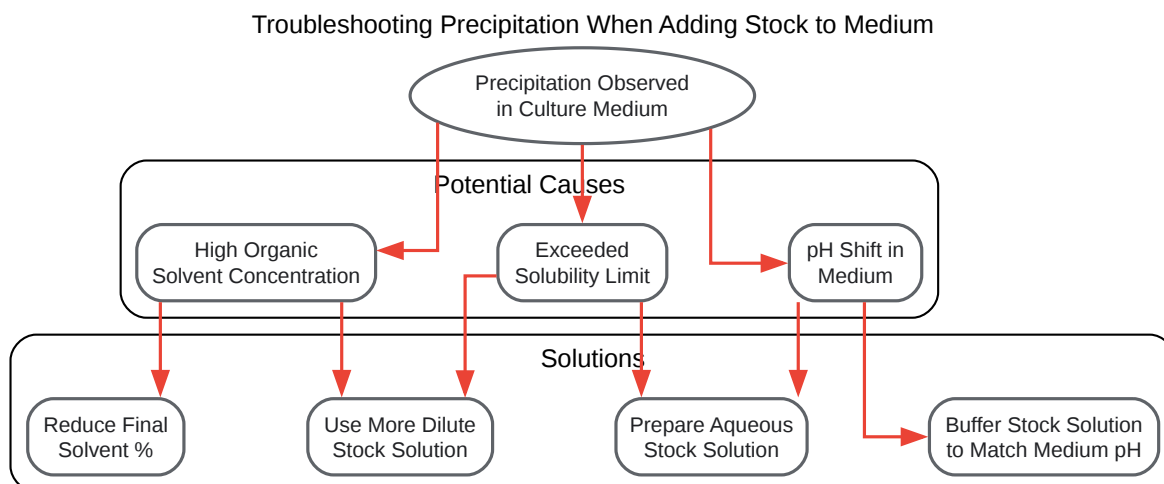 Troubleshooting Precipitation When Adding Stock to Medium
Precipitation Observed
in Culture Medium
Potential Causes
High Organic
Solvent Concentration
Exceeded
Solubility Limit
pH Shift in
Medium
Solutions
Reduce Final
Solvent %
Use More Dilute
Stock Solution
Prepare Aqueous
Stock Solution
Buffer Stock Solution
to Match Medium pH